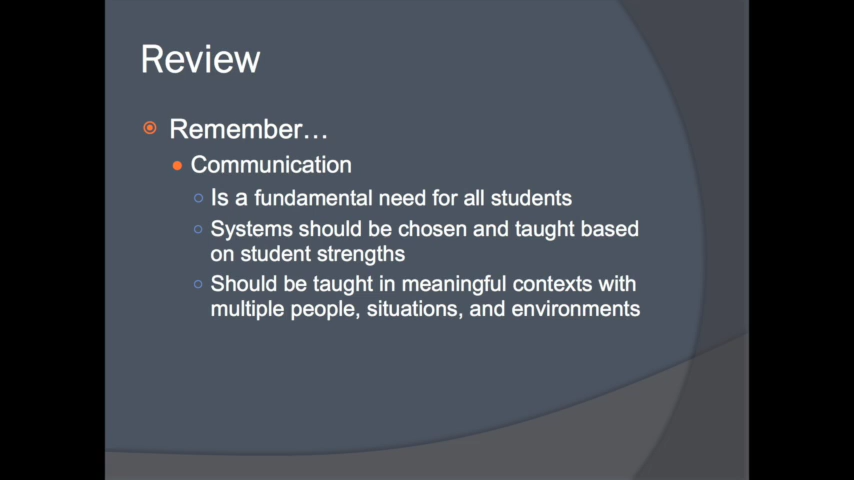 Review
Remember...
Communication
Is a fundamental need for all students
Systems should be chosen and taught based
on student strengths
Should be taught in meaningful contexts with
multiple people, situations, and environments